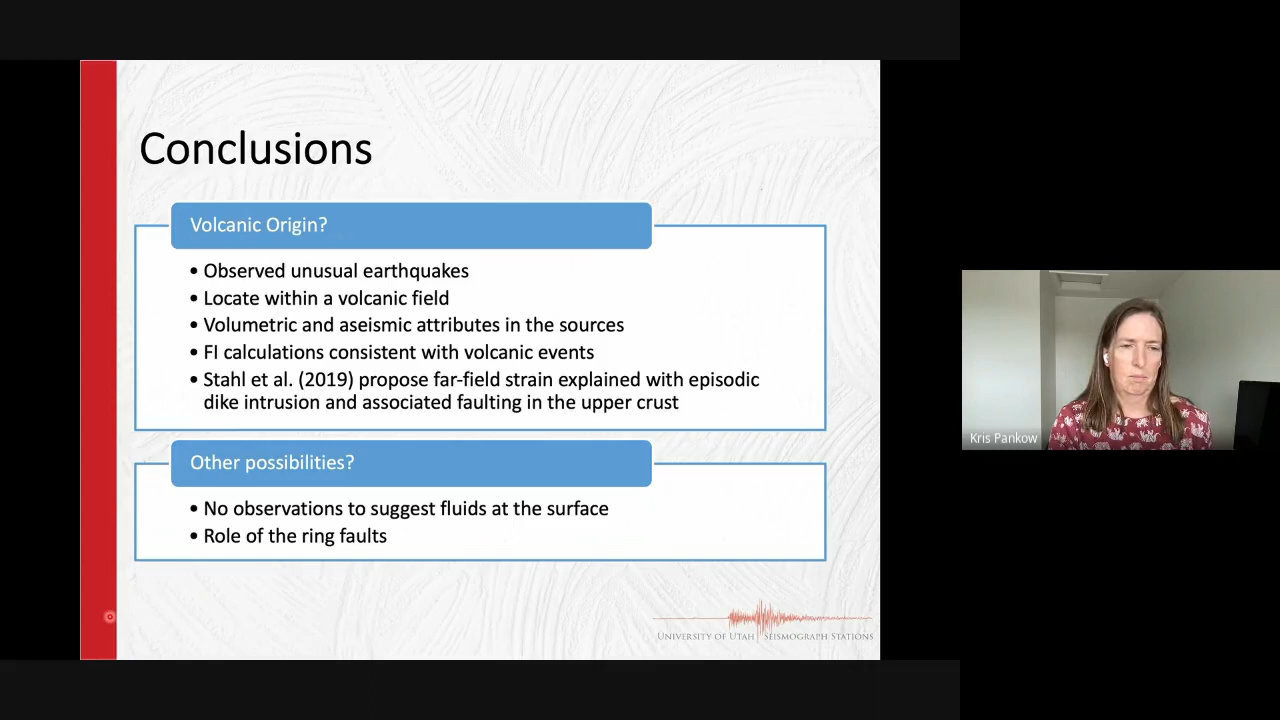 Conclusions
Volcanic Origin?
• Observed unusual earthquakes
• Locate within a volcanic field
• Volumetric and aseismic attributes in the sources
• FI calculations consistent with volcanic events
• Stahl et al. (2019) propose far-field strain explained with episodic
dike intrusion and associated faulting in the upper crust
Other possibilities?
• No observations to suggest fluids at the surface
• Role of the ring faults
University of Utah Seismograph Stations
Kris Pankow